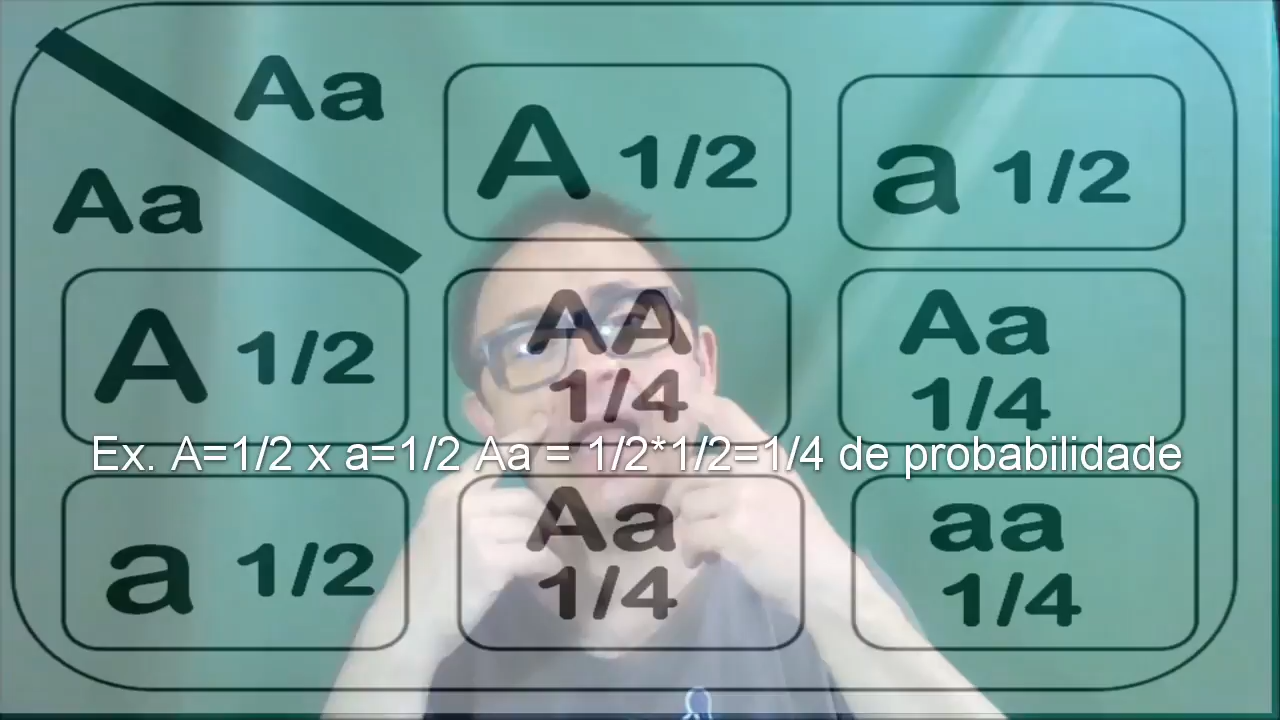 Aa
Aa
A 1/2
a 1/2
A 1/2
AA
1/4
Aa
1/4
Ex. A=1/2 x a=1/2 Aa = 1/2*1/2=1/4 de probabilidade
a 1/2
Aa
1/4
aa
1/4